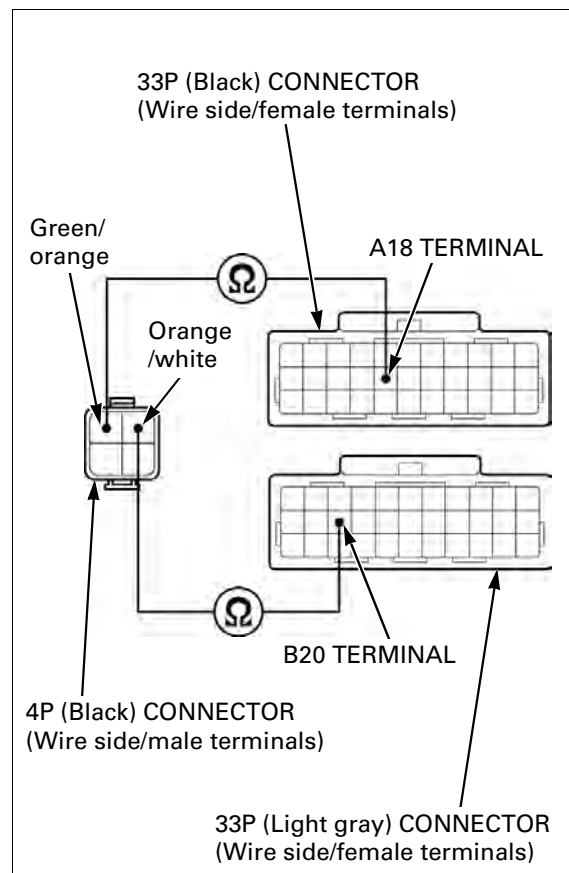 33P (Black) CONNECTOR
(Wire side/female terminals)
Green/
orange
Ω
A18 TERMINAL
Orange
/white
Ω
B20 TERMINAL
4P (Black) CONNECTOR
(Wire side/male terminals)
33P (Light gray) CONNECTOR
(Wire side/female terminals)